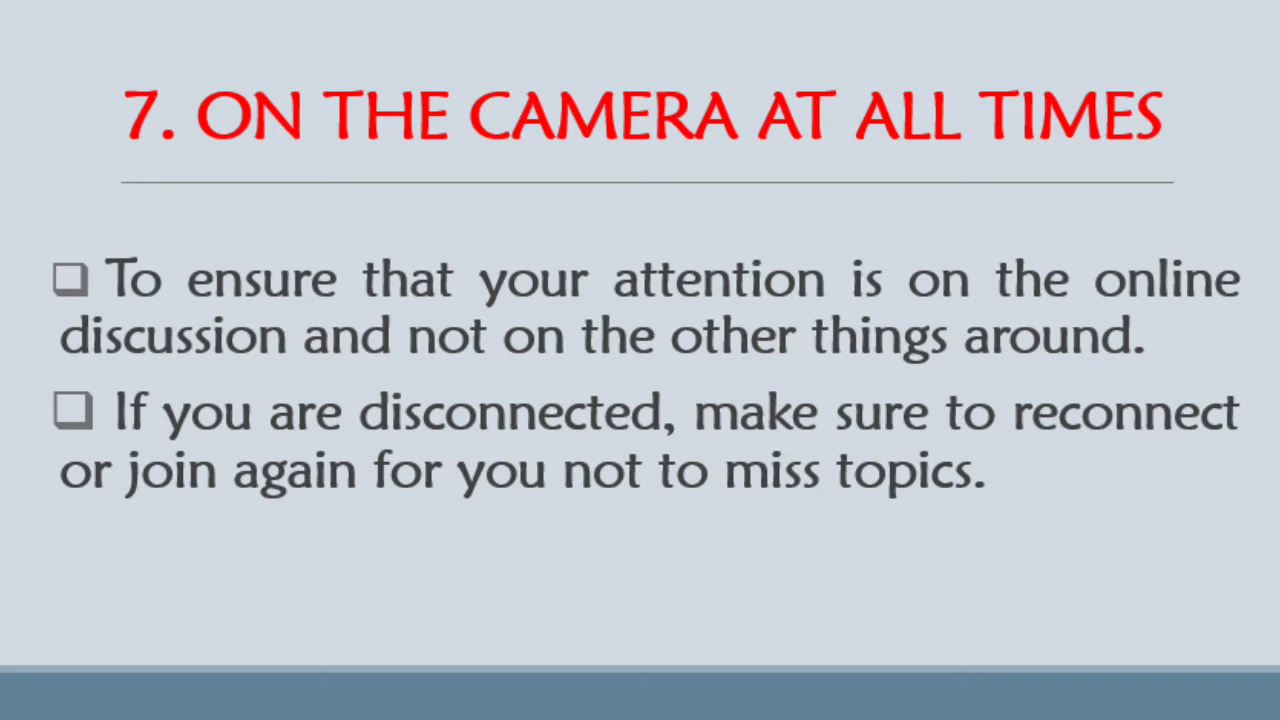 7. ON THE CAMERA AT ALL TIMES
To ensure that your attention is on the online
discussion and not on the other things around.
If you are disconnected, make sure to reconnect
or join again for you not to miss topics.